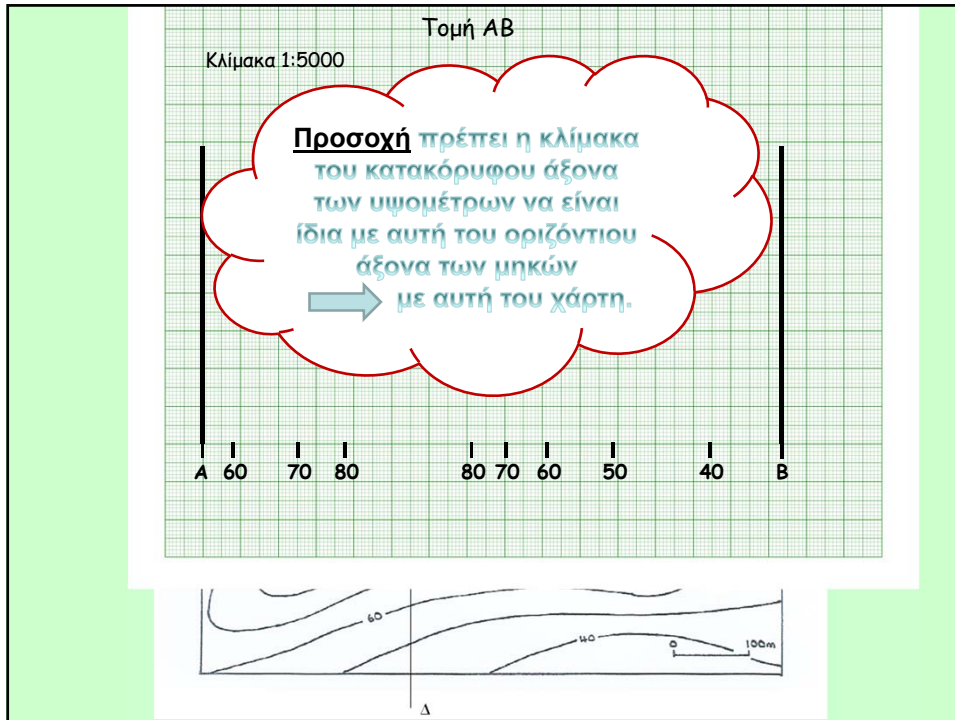 Τομή ΑΒ
Κλίμακα 1:5000
Προσοχή πρέπει η κλίμακα
του κατακόρυφου άξονα
των υψομέτρων να είναι
ίδια με αυτή του οριζόντιου
άξονα των μηκών
με αυτή του χάρτη.
Α 60 70 80 80 70 60 50 40 Β
60
40
0 100m
Δ